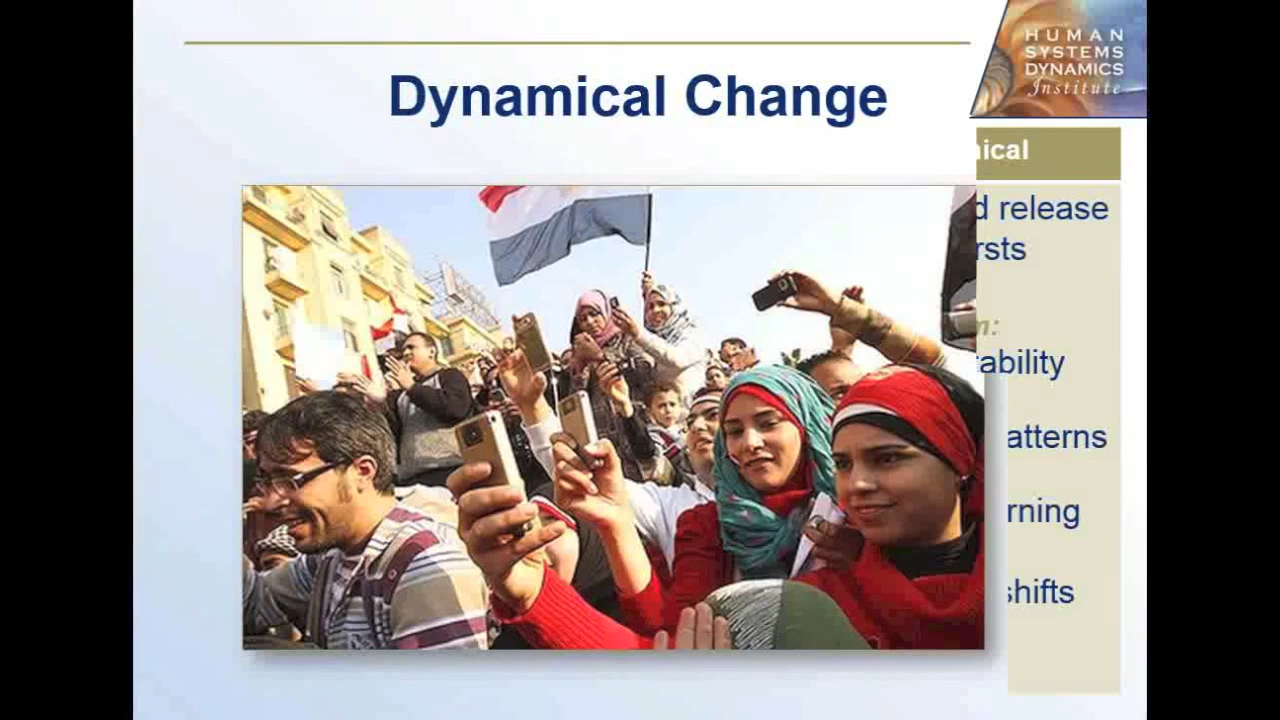 HUMAN
SYSTEMS
DYNAMICS
Institute
Dynamical Change
ical
d release
rsts
m:
ability
atterns
rning
shifts